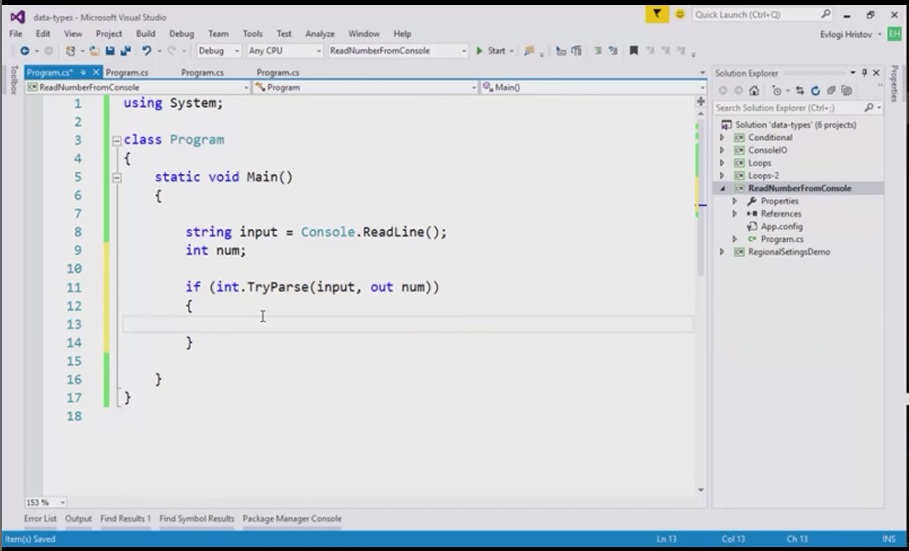 data-types - Microsoft Visual Studio
Quick Launch (Ctrl+Q)
File Edit View Project Build Debug Team Tools Test Analyze Window Help
Evlogi Hristov EH
Debug Any CPU ReadNumberFromConsole Start
Toolbox
Program.cs* Program.cs Program.cs Program.cs
Solution Explorer
Properties
ReadNumberFromConsole Program Main()
Search Solution Explorer (Ctrl+;)
1 using System;
2
3 class Program
4 {
5 static void Main()
6 {
7
8 string input = Console.ReadLine();
9 int num;
10
11 if (int.TryParse(input, out num))
12 {
13
14 }
15
16 }
17 }
18
Solution 'data-types' (6 projects)
Conditional
ConsoleIO
Loops
Loops-2
ReadNumberFromConsole
Properties
References
App.config
Program.cs
RegionalSetingsDemo
153 %
Error List Output Find Results 1 Find Symbol Results Package Manager Console
Item(s) Saved Ln 13 Col 13 Ch 13 INS